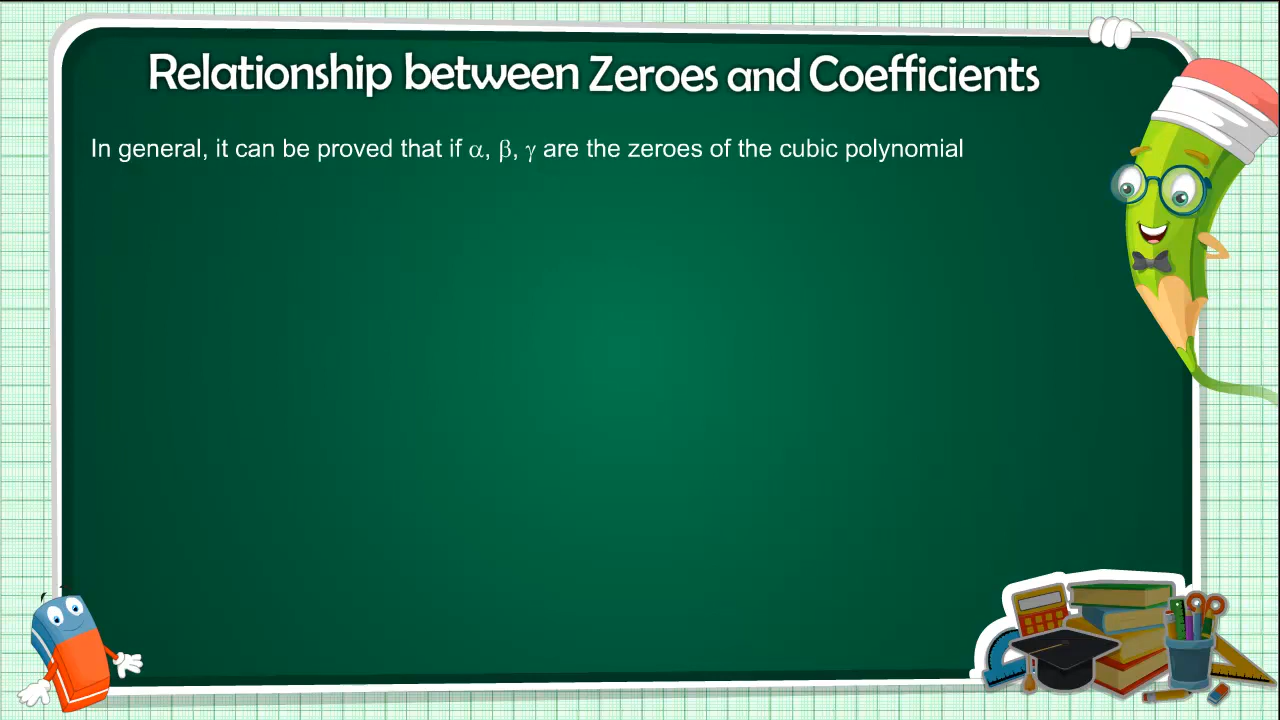 Relationship between Zeroes and Coefficients
In general, it can be proved that if α, β, γ are the zeroes of the cubic polynomial